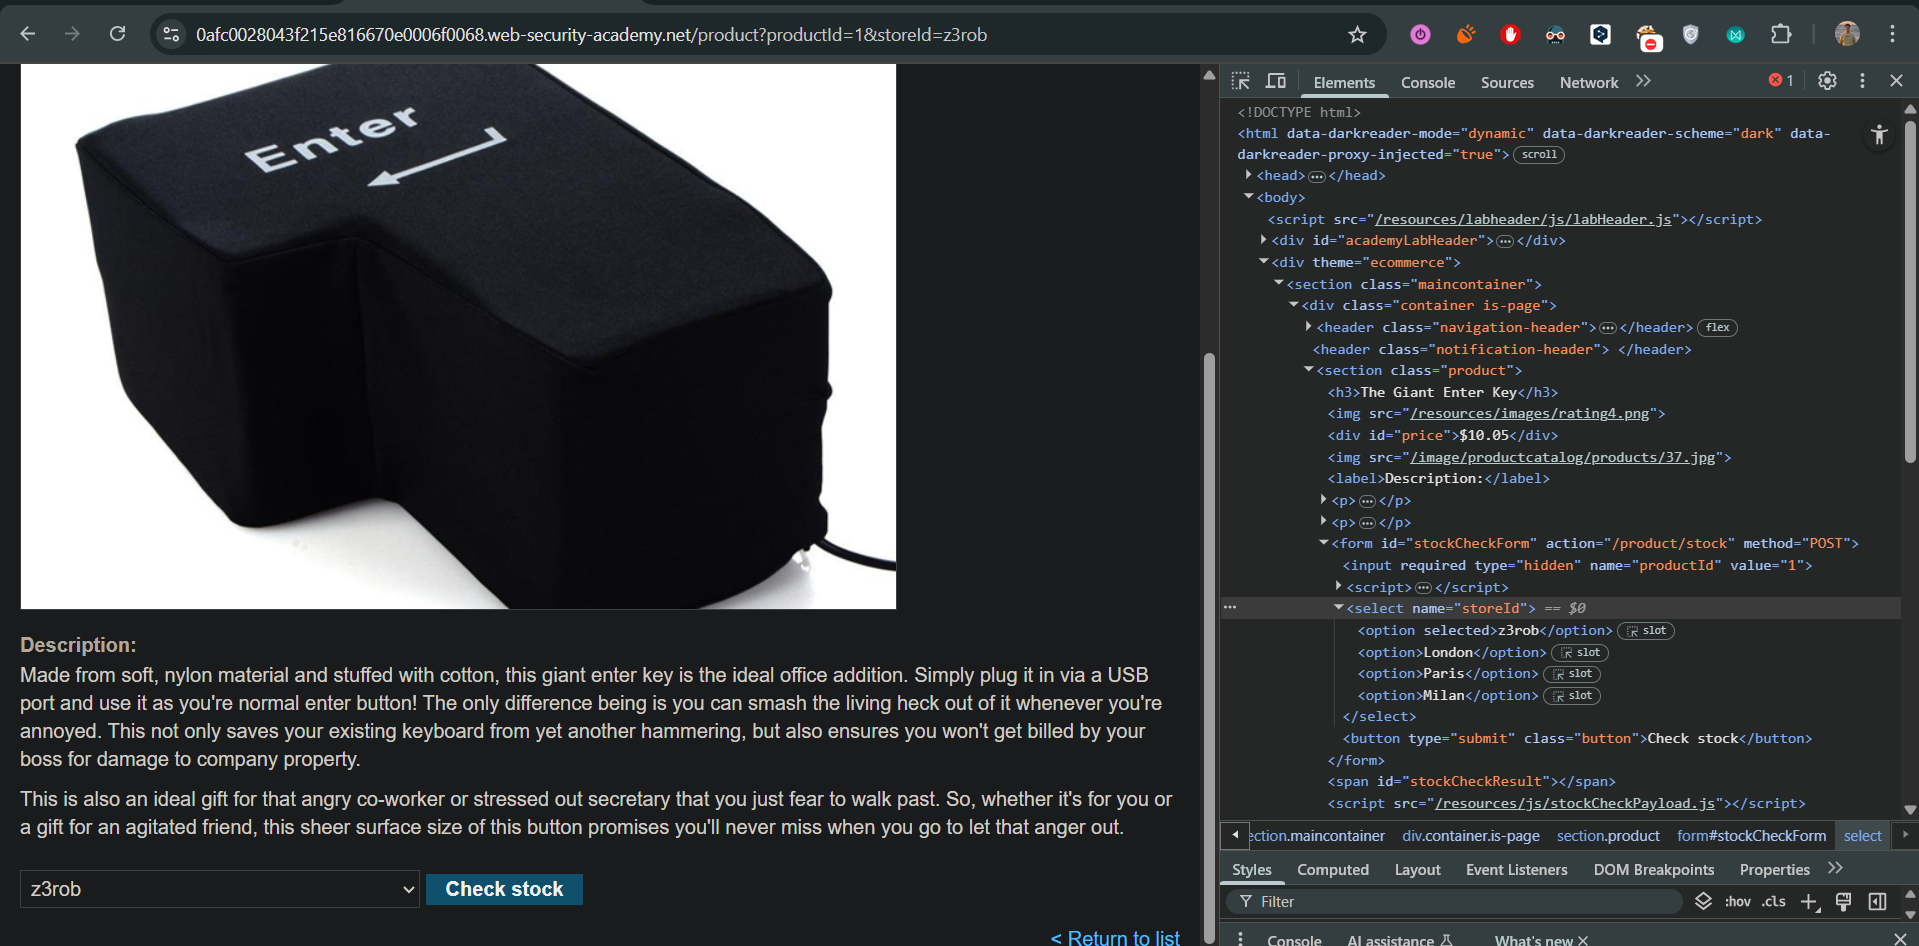 0afc0028043f215e816670e0006f0068.web-security-academy.net/product?productId=1&storeId=z3rob
Enter
Description:
Made from soft, nylon material and stuffed with cotton, this giant enter key is the ideal office addition. Simply plug it in via a USB
port and use it as you're normal enter button! The only difference being is you can smash the living heck out of it whenever you're
annoyed. This not only saves your existing keyboard from yet another hammering, but also ensures you won't get billed by your
boss for damage to company property.
This is also an ideal gift for that angry co-worker or stressed out secretary that you just fear to walk past. So, whether it's for you or
a gift for an agitated friend, this sheer surface size of this button promises you'll never miss when you go to let that anger out.
z3rob
Check stock
< Return to list
Elements Console Sources Network 1
<!DOCTYPE html>
<html data-darkreader-mode="dynamic" data-darkreader-scheme="dark" data-
darkreader-proxy-injected="true"> scroll
<head> … </head>
<body>
<script src="/resources/labheader/js/labHeader.js"></script>
<div id="academyLabHeader"> … </div>
<div theme="ecommerce">
<section class="maincontainer">
<div class="container is-page">
<header class="navigation-header"> … </header> flex
<header class="notification-header"> </header>
<section class="product">
<h3>The Giant Enter Key</h3>
<img src="/resources/images/rating4.png">
<div id="price">$10.05</div>
<img src="/image/productcatalog/products/37.jpg">
<label>Description:</label>
<p> … </p>
<p> … </p>
<form id="stockCheckForm" action="/product/stock" method="POST">
<input required type="hidden" name="productId" value="1">
<script> … </script>
<select name="storeId"> == $0
<option selected>z3rob</option> slot
<option>London</option> slot
<option>Paris</option> slot
<option>Milan</option> slot
</select>
<button type="submit" class="button">Check stock</button>
</form>
<span id="stockCheckResult"></span>
<script src="/resources/js/stockCheckPayload.js"></script>
ection.maincontainer div.container.is-page section.product form#stockCheckForm select
Styles Computed Layout Event Listeners DOM Breakpoints Properties
Filter :hov .cls
Console AI assistance What's new